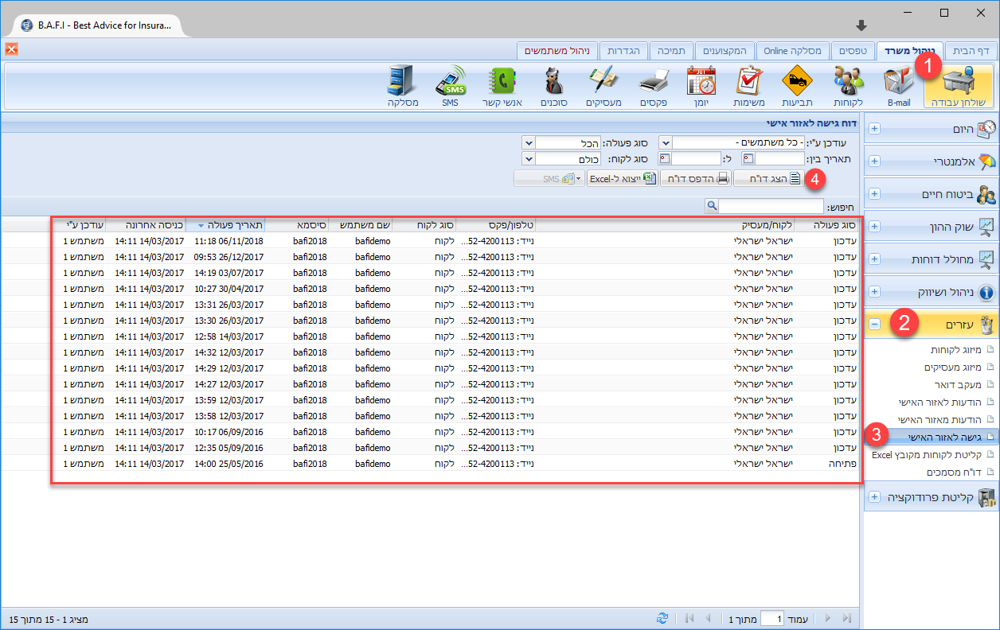 B.A.F.I - Best Advice for Insura...
דף הבית
ניהול משרד
טפסים
מסלקה Online
המקצוענים
תמיכה
הגדרות
ניהול משתמשים
1
שולחן עבודה
B-mail
לקוחות
תביעות
משימות
יומן
פקסים
מעסיקים
סוכנים
אנשי קשר
SMS
מסלקה
היום
אלמנטרי
ביטוח חיים
שוק ההון
מחולל דוחות
ניהול ושיווק
עזרים
2
מיזוג לקוחות
מיזוג מעסיקים
מעקב דואר
הודעות לאזור האישי
הודעות מאזור האישי
גישה לאזור האישי
3
קליטת לקוחות מקובץ Excel
דו"ח מסמכים
קליטת פרודוקציה
דוח גישה לאזור אישי
עודכן ע"י: - כל משתמשים - סוג פעולה: הכל
תאריך בין: ל: סוג לקוח: כולם
4 הצג דו"ח הדפס דו"ח ייצוא ל-Excel SMS
חיפוש:
סוג פעולה לקוח/מעסיק טלפון/פקס סוג לקוח שם משתמש סיסמא תאריך פעולה כניסה אחרונה עודכן ע"י
עדכון ישראל ישראלי נייד: 52-4200113... לקוח bafidemo bafi2018 06/11/2018 11:18 14/03/2017 14:11 משתמש 1
עדכון ישראל ישראלי נייד: 52-4200113... לקוח bafidemo bafi2018 26/12/2017 09:53 14/03/2017 14:11 משתמש 1
עדכון ישראל ישראלי נייד: 52-4200113... לקוח bafidemo bafi2018 03/07/2017 14:19 14/03/2017 14:11 משתמש 1
עדכון ישראל ישראלי נייד: 52-4200113... לקוח bafidemo bafi2018 30/04/2017 10:27 14/03/2017 14:11 משתמש 1
עדכון ישראל ישראלי נייד: 52-4200113... לקוח bafidemo bafi2018 26/03/2017 13:31 14/03/2017 14:11 משתמש 1
עדכון ישראל ישראלי נייד: 52-4200113... לקוח bafidemo bafi2018 26/03/2017 13:30 14/03/2017 14:11 משתמש 1
עדכון ישראל ישראלי נייד: 52-4200113... לקוח bafidemo bafi2018 14/03/2017 12:58 14/03/2017 14:11 משתמש 1
עדכון ישראל ישראלי נייד: 52-4200113... לקוח bafidemo bafi2018 12/03/2017 14:32 14/03/2017 14:11 משתמש 1
עדכון ישראל ישראלי נייד: 52-4200113... לקוח bafidemo bafi2018 12/03/2017 14:29 14/03/2017 14:11 משתמש 1
עדכון ישראל ישראלי נייד: 52-4200113... לקוח bafidemo bafi2018 12/03/2017 14:27 14/03/2017 14:11 משתמש 1
עדכון ישראל ישראלי נייד: 52-4200113... לקוח bafidemo bafi2018 12/03/2017 13:59 14/03/2017 14:11 משתמש 1
עדכון ישראל ישראלי נייד: 52-4200113... לקוח bafidemo bafi2018 12/03/2017 13:58 14/03/2017 14:11 משתמש 1
עדכון ישראל ישראלי נייד: 52-4200113... לקוח bafidemo bafi2018 06/09/2016 10:17 14/03/2017 14:11 משתמש 1
עדכון ישראל ישראלי נייד: 52-4200113... לקוח bafidemo bafi2018 05/09/2016 12:35 14/03/2017 14:11 משתמש 1
פתיחה ישראל ישראלי נייד: 52-4200113... לקוח bafidemo bafi2018 25/05/2016 14:00 14/03/2017 14:11 משתמש 1
עמוד 1 מתוך 1
מציג 1 - 15 מתוך 15